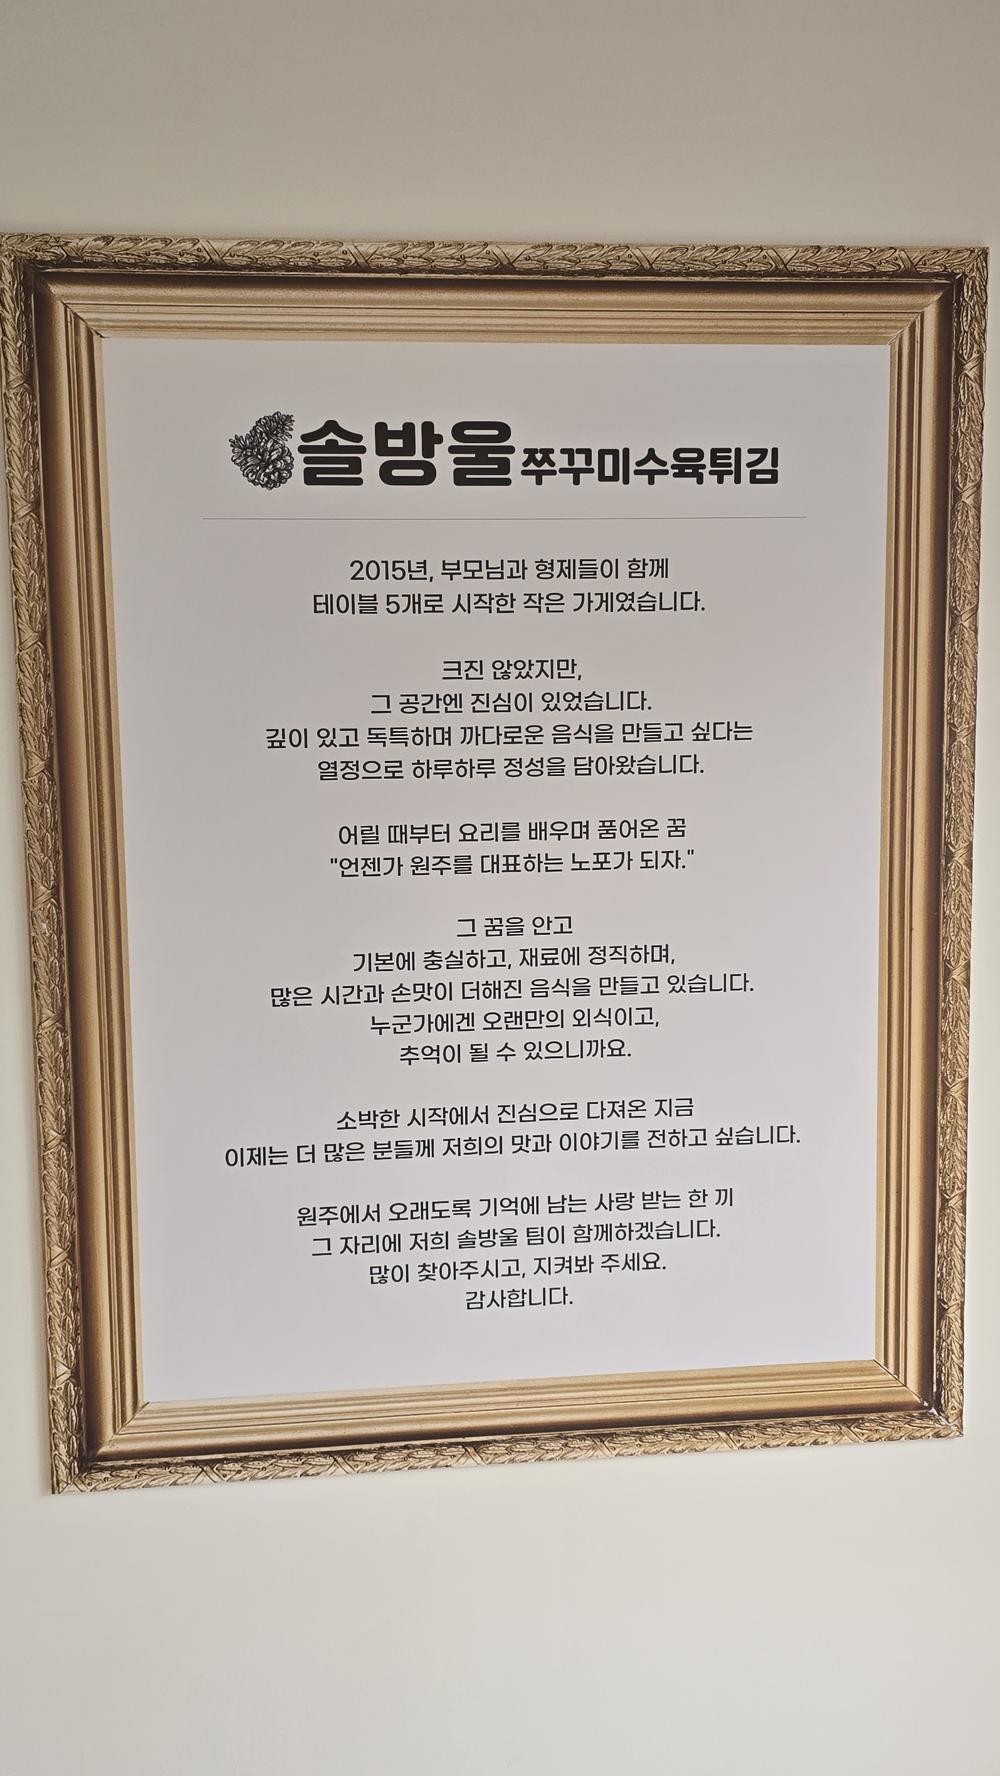 솔방울 쭈꾸미수육튀김
2015년, 부모님과 형제들이 함께
테이블 5개로 시작한 작은 가게였습니다.
크진 않았지만,
그 공간엔 진심이 있었습니다.
깊이 있고 독특하며 까다로운 음식을 만들고 싶다는
열정으로 하루하루 정성을 담아왔습니다.
어릴 때부터 요리를 배우며 품어온 꿈
"언젠가 원주를 대표하는 노포가 되자."
그 꿈을 안고
기본에 충실하고, 재료에 정직하며,
많은 시간과 손맛이 더해진 음식을 만들고 있습니다.
누군가에겐 오랜만의 외식이고,
추억이 될 수 있으니까요.
소박한 시작에서 진심으로 다져온 지금
이제는 더 많은 분들께 저희의 맛과 이야기를 전하고 싶습니다.
원주에서 오래도록 기억에 남는 사랑 받는 한 끼
그 자리에 저희 솔방울 팀이 함께하겠습니다.
많이 찾아주시고, 지켜봐 주세요.
감사합니다.